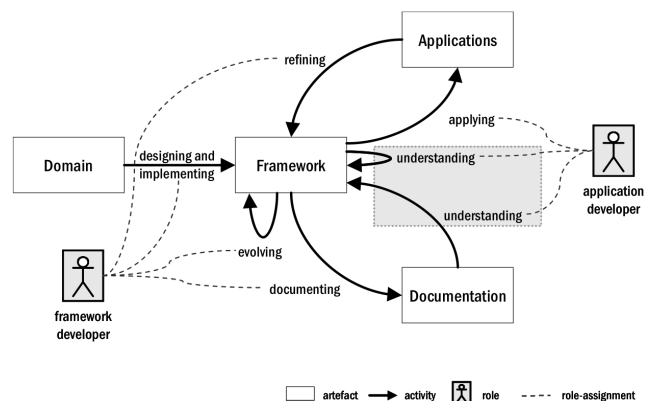 Applications
refining
applying
Domain
designing and
implementing
Framework
understanding
application
developer
understanding
evolving
documenting
Documentation
framework
developer
artefact
activity
role
role-assignment